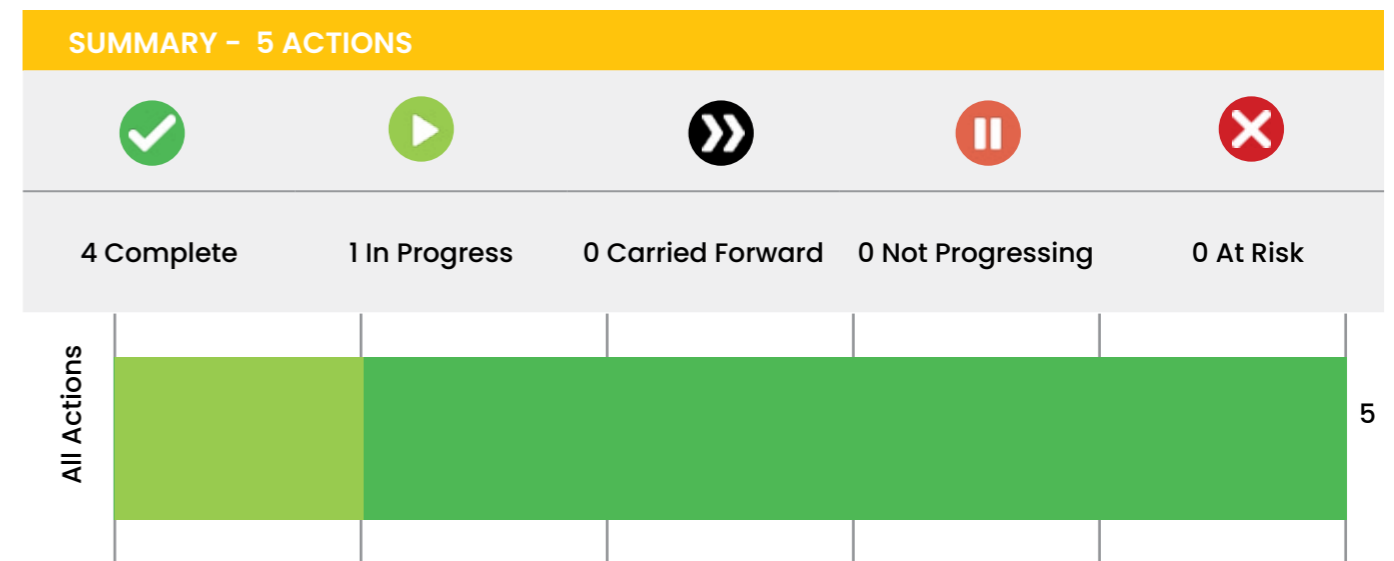 SUMMARY - 5 ACTIONS
4 Complete
1 In Progress
0 Carried Forward
0 Not Progressing
0 At Risk
All Actions
5